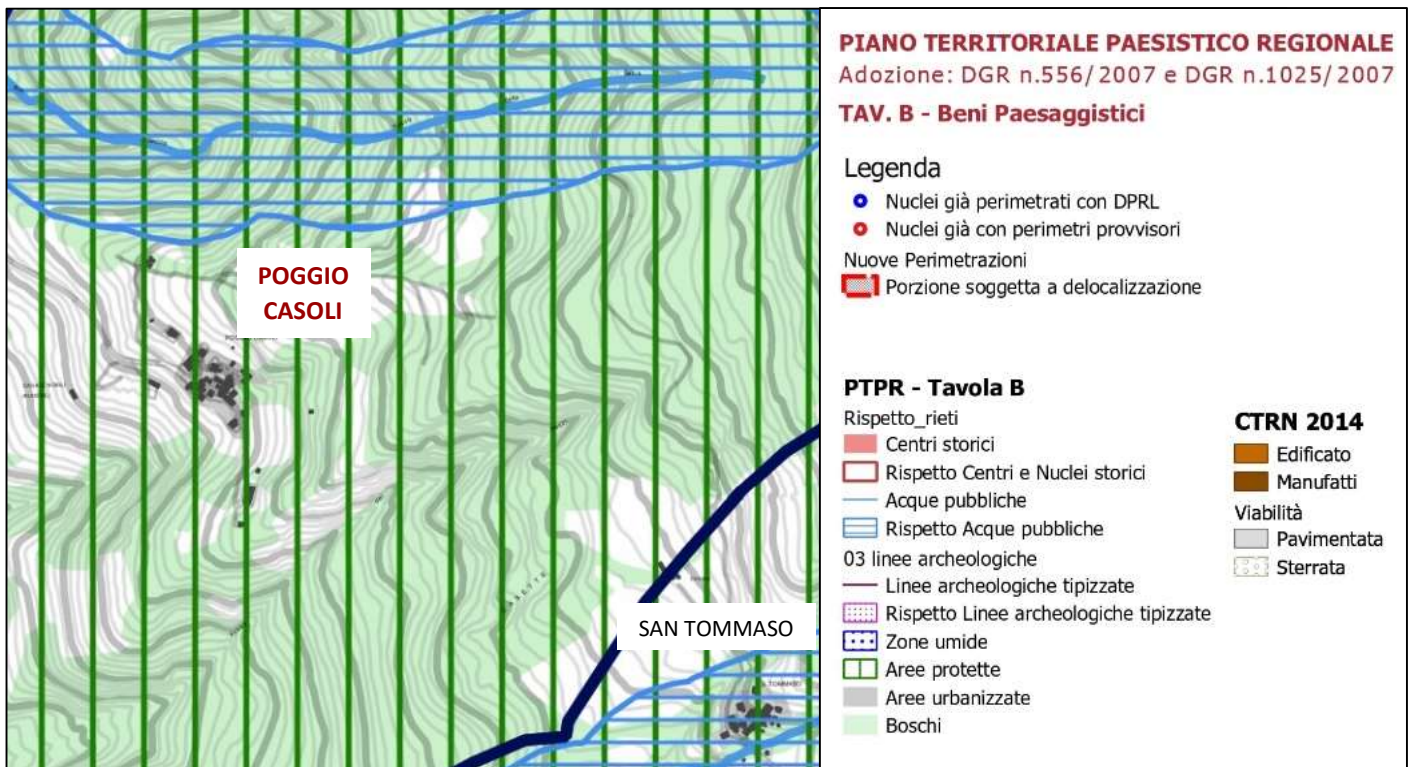 POGGIO
CASOLI
SAN TOMMASO
S. TOMMASO
PIANO TERRITORIALE PAESISTICO REGIONALE
Adozione: DGR n.556/2007 e DGR n.1025/2007
TAV. B - Beni Paesaggistici
Legenda
Nuclei già perimetrati con DPRL
Nuclei già con perimetri provvisori
Nuove Perimetrazioni
Porzione soggetta a delocalizzazione
PTPR - Tavola B
Rispetto_rieti
Centri storici
Rispetto Centri e Nuclei storici
Acque pubbliche
Rispetto Acque pubbliche
03 linee archeologiche
Linee archeologiche tipizzate
Rispetto Linee archeologiche tipizzate
Zone umide
Aree protette
Aree urbanizzate
Boschi
CTRN 2014
Edificato
Manufatti
Viabilità
Pavimentata
Sterrata